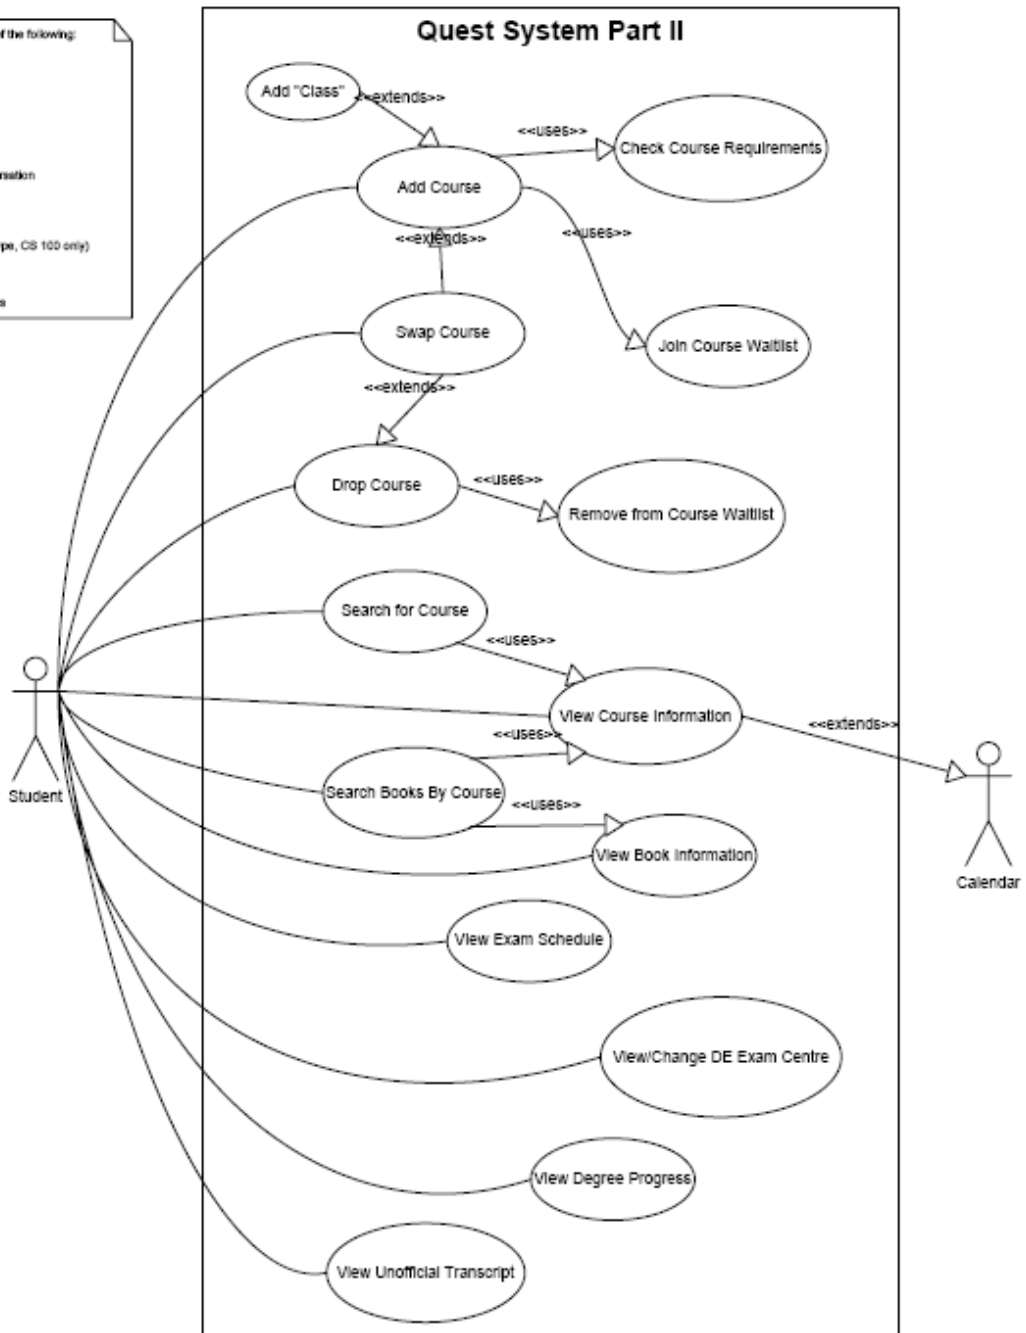 of the following:
Quest System Part II
Add "Class"
<<extends>>
<<uses>>
Check Course Requirements
Add Course
<<uses>>
<<extends>>
ype, CS 100 only)
Swap Course
Join Course Waitlist
<<extends>>
Drop Course
<<uses>>
Remove from Course Waitlist
Search for Course
<<uses>>
View Course Information
<<extends>>
<<uses>>
Search Books By Course
<<uses>>
Student
View Book Information
Calendar
View Exam Schedule
View/Change DE Exam Centre
View Degree Progress
View Unofficial Transcript